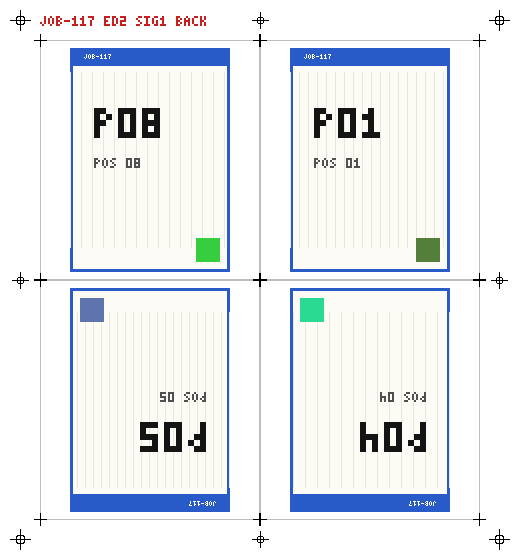 JOB-117 ED2 SIG1 BACK
JOB-117
P08
POS 08
JOB-117
P01
POS 01
JOB-117
P05
POS 05
JOB-117
P04
POS 04